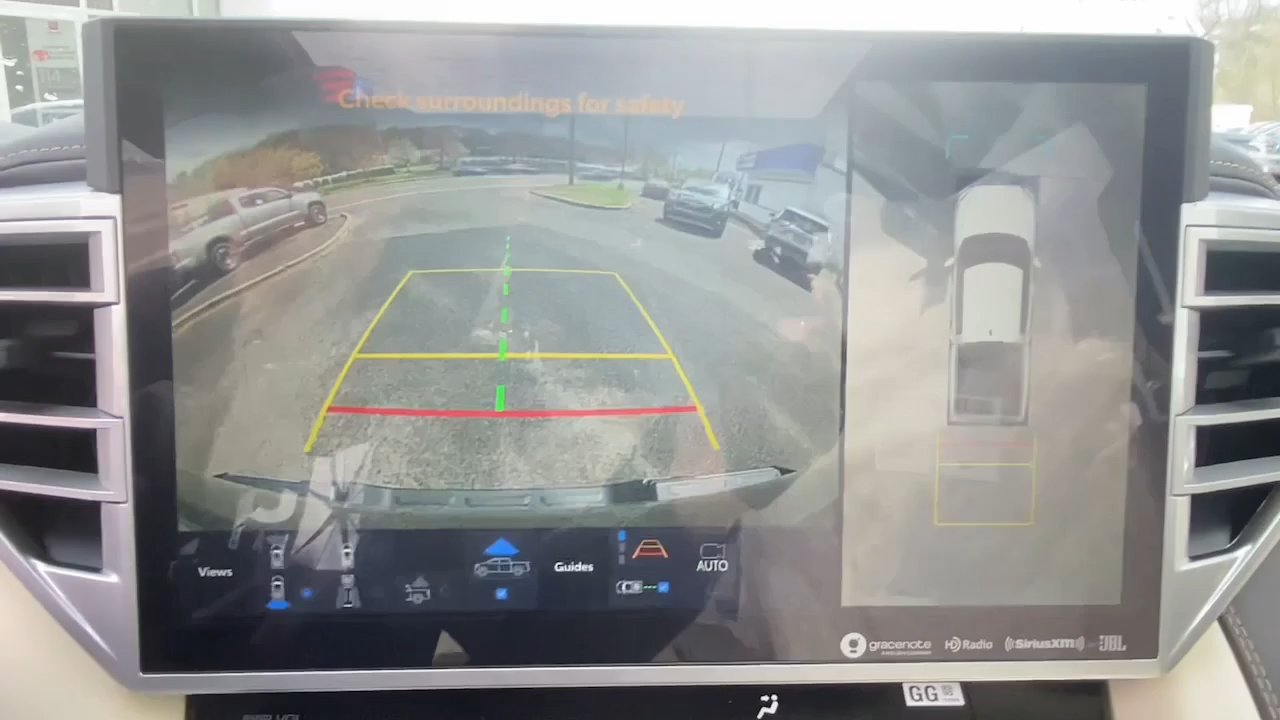 Check surroundings for safety
Views
Guides
AUTO
gracenote
HD Radio
((SiriusXM))
JBL
GG